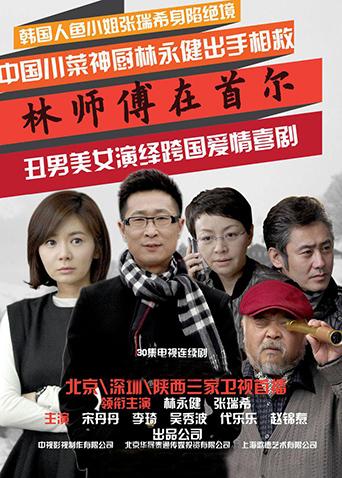 韩国人鱼小姐张瑞希身陷绝境
中国川菜神厨林永健出手相救
林师傅在首尔
丑男美女演绎跨国爱情喜剧
30集电视连续剧
北京\深圳\陕西三家卫视首播
领衔主演 林永健 张瑞希
主演 宋丹丹 李琦 吴秀波 代乐乐 赵锦焘
出品公司
中视影视制作有限公司 北京华晟泰通传媒投资有限公司 上海歌德艺术有限公司